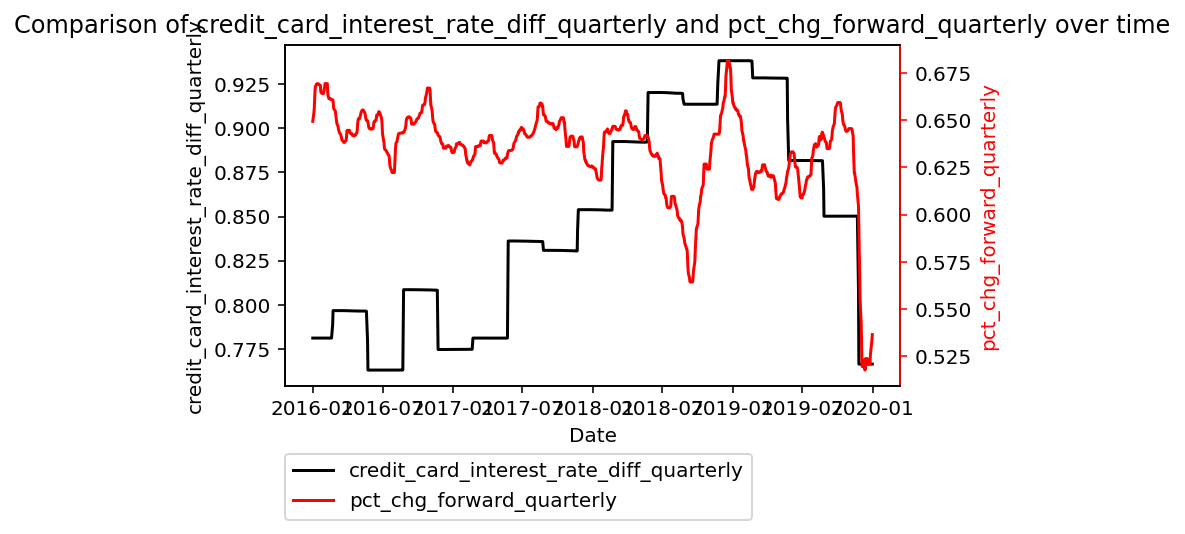 Comparison of credit_card_interest_rate_diff_quarterly and pct_chg_forward_quarterly over time
credit_card_interest_rate_diff_quarterly
0.925
0.900
0.875
0.850
0.825
0.800
0.775
0.675
0.650
0.625
0.600
0.575
0.550
0.525
pct_chg_forward_quarterly
2016-01 2016-07 2017-01 2017-07 2018-01 2018-07 2019-01 2019-07 2020-01
Date
credit_card_interest_rate_diff_quarterly
pct_chg_forward_quarterly